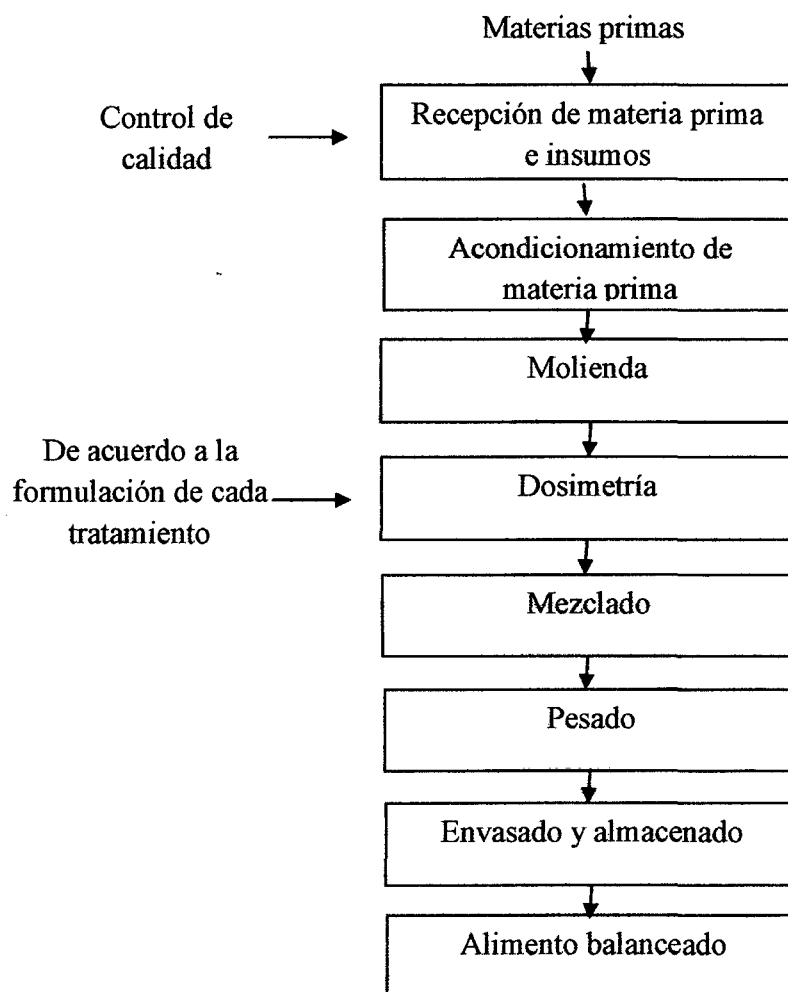 Materias primas
Control de
calidad
Recepción de materia prima
e insumos
Acondicionamiento de
materia prima
Molienda
De acuerdo a la
formulación de cada
tratamiento
Dosimetría
Mezclado
Pesado
Envasado y almacenado
Alimento balanceado